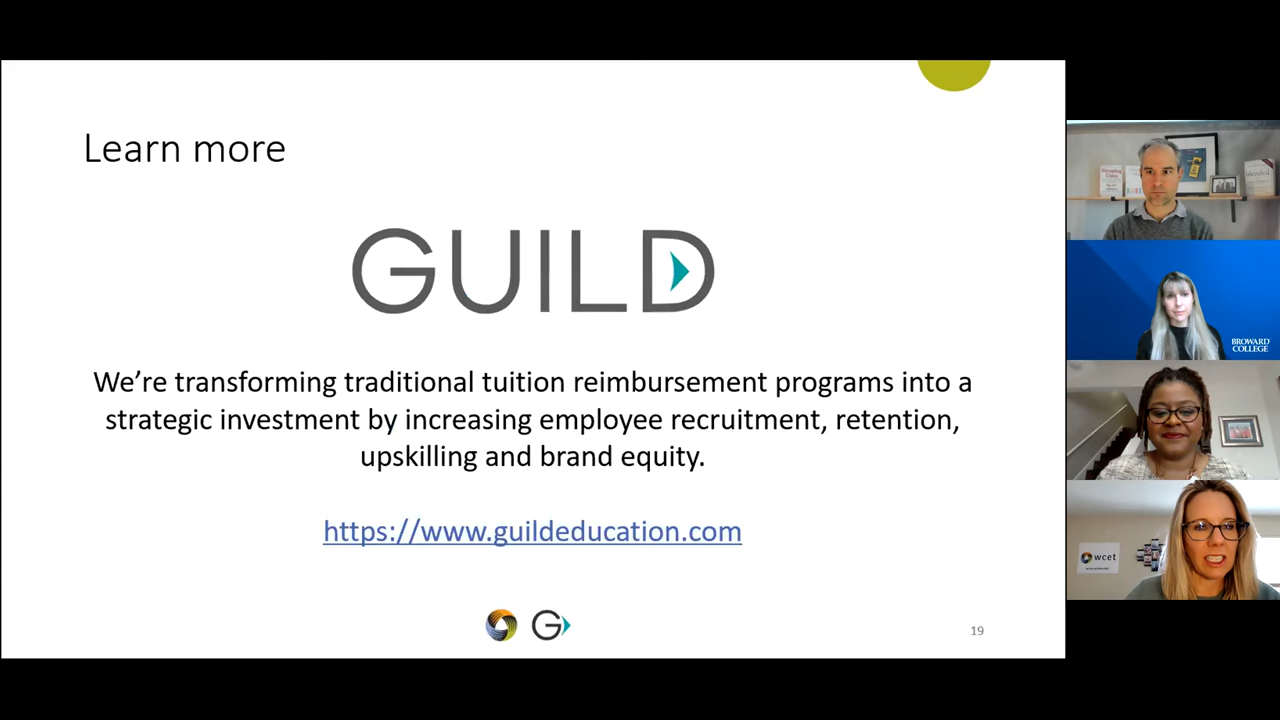 Learn more
GUILD
We’re transforming traditional tuition reimbursement programs into a
strategic investment by increasing employee recruitment, retention,
upskilling and brand equity.
https://www.guildeducation.com
G
19
BROWARD
COLLEGE
wcet